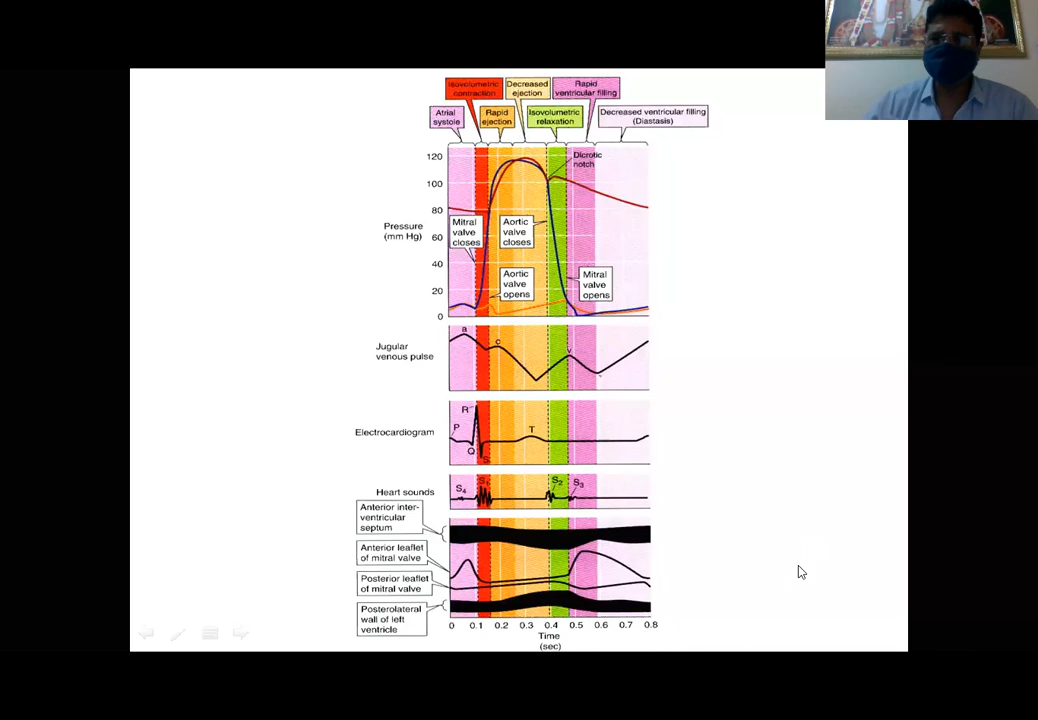 Isovolumetric
contraction
Decreased
ejection
Rapid
ventricular filling
Atrial
systole
Rapid
ejection
Isovolumetric
relaxation
Decreased ventricular filling
(Diastasis)
Dicrotic
notch
120
100
80
60
40
20
0
Pressure
(mm Hg)
Mitral
valve
closes
Aortic
valve
closes
Aortic
valve
opens
Mitral
valve
opens
Jugular
venous pulse
a
c
v
Electrocardiogram
P
R
Q
S
T
Heart sounds
S4
S1
S2
S3
Anterior inter-
ventricular
septum
Anterior leaflet
of mitral valve
Posterior leaflet
of mitral valve
Posterolateral
wall of left
ventricle
0 0.1 0.2 0.3 0.4 0.5 0.6 0.7 0.8
Time
(sec)